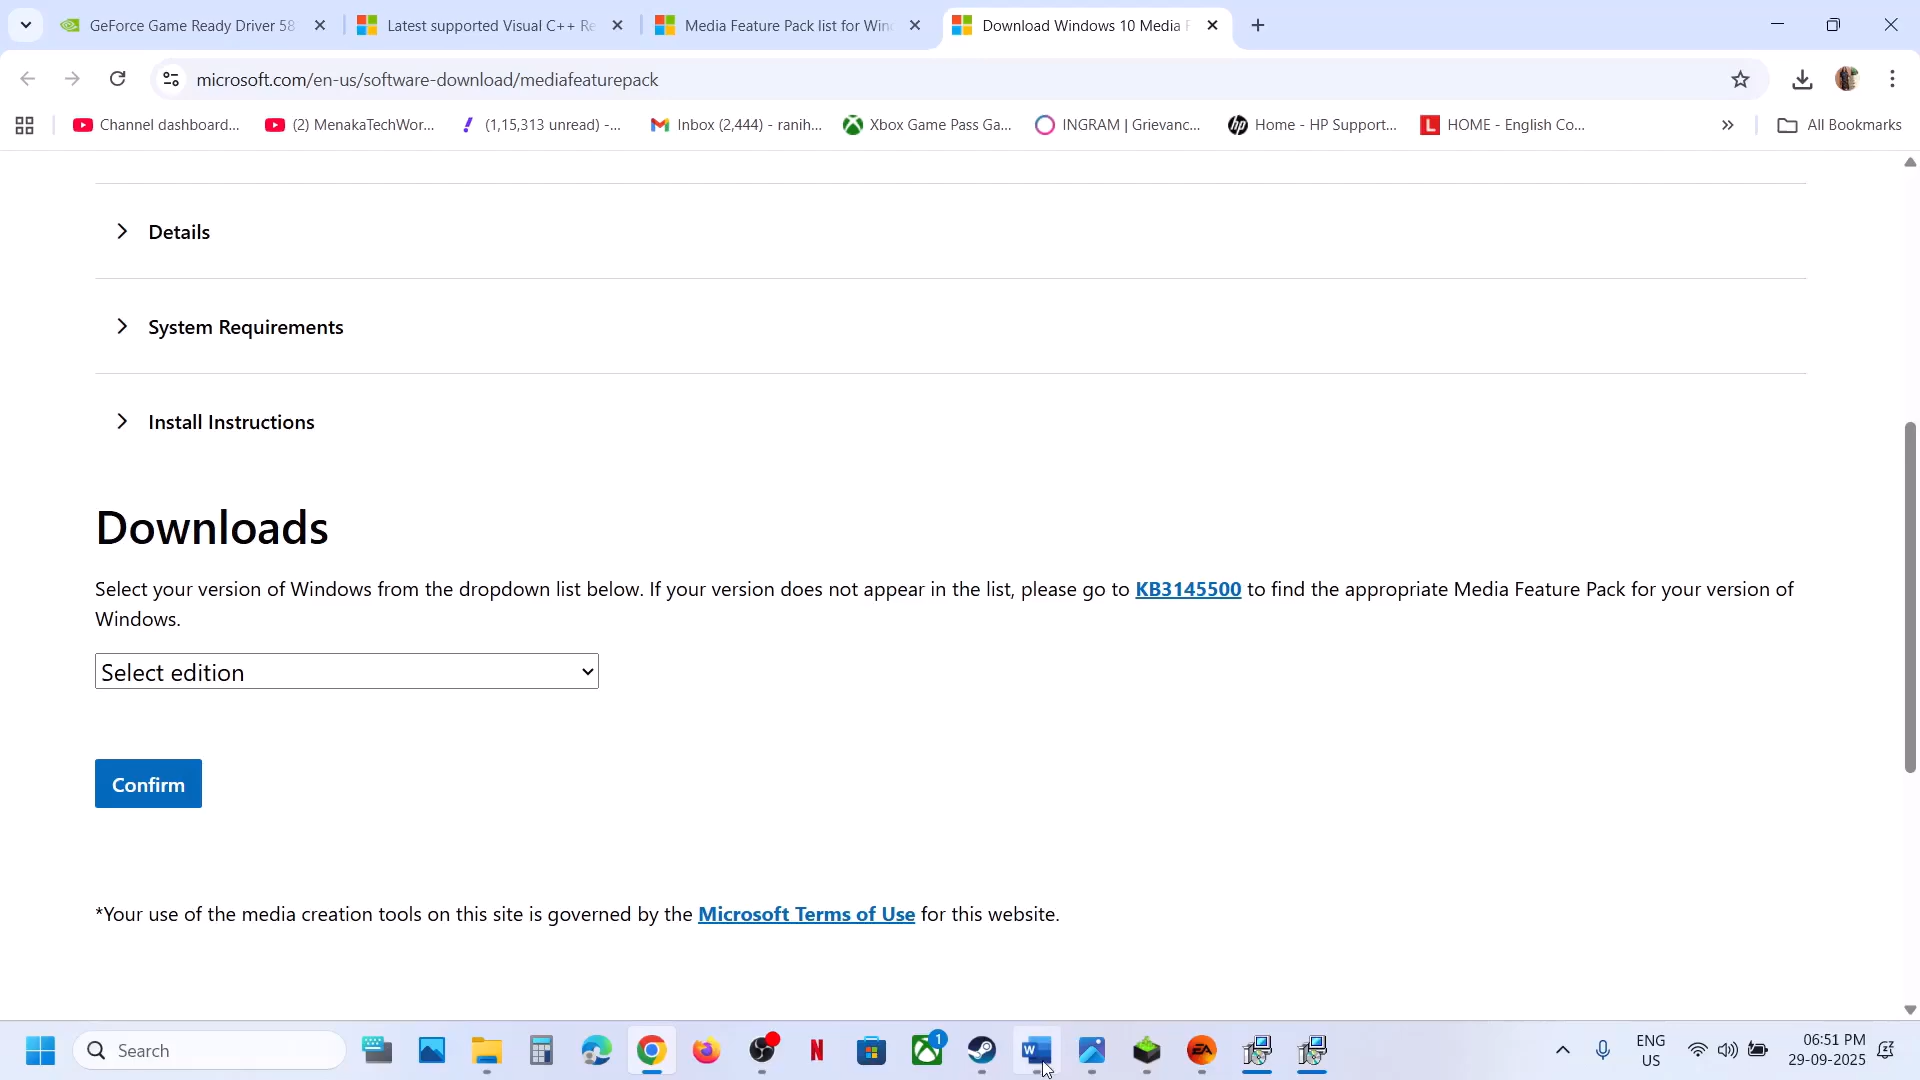 GeForce Game Ready Driver 58
Latest supported Visual C++ Re
Media Feature Pack list for Win
Download Windows 10 Media F
microsoft.com/en-us/software-download/mediafeaturepack
Channel dashboard...
(2) MenakaTechWor...
(1,15,313 unread) -...
Inbox (2,444) - ranih...
Xbox Game Pass Ga...
INGRAM | Grievanc...
Home - HP Support...
HOME - English Co...
All Bookmarks
Details
System Requirements
Install Instructions
Downloads
Select your version of Windows from the dropdown list below. If your version does not appear in the list, please go to KB3145500 to find the appropriate Media Feature Pack for your version of
Windows.
Select edition
Confirm
*Your use of the media creation tools on this site is governed by the Microsoft Terms of Use for this website.
Search
1
ENG
US
06:51 PM
29-09-2025